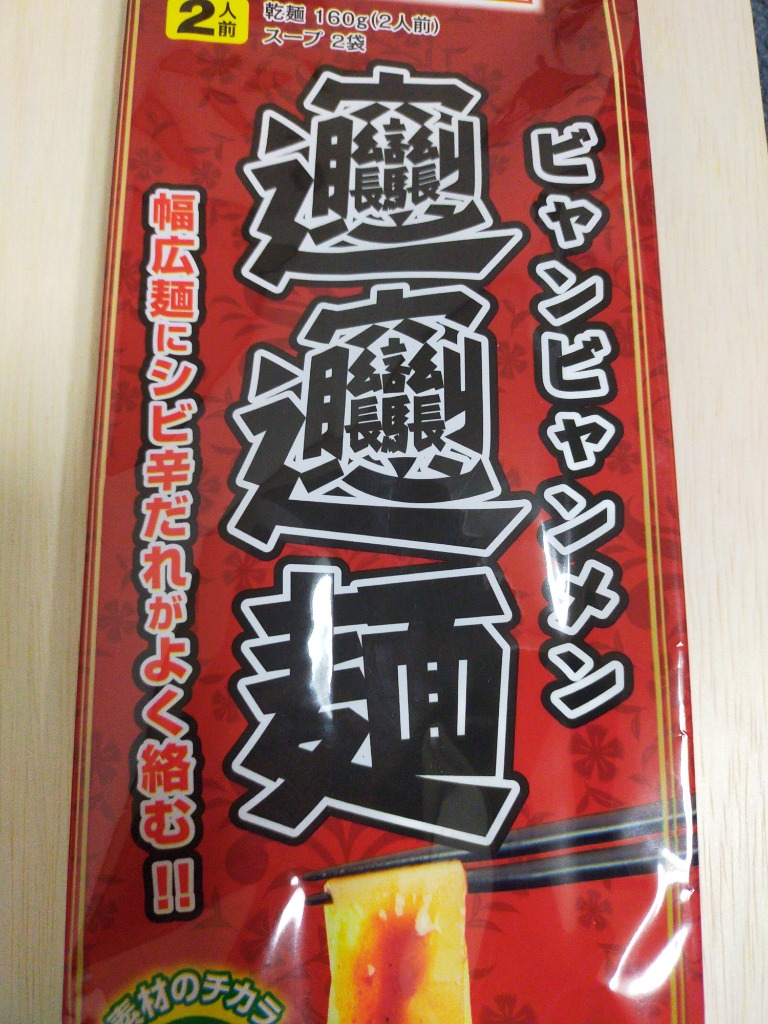 2人前
乾麺 160g(2人前)
スープ 2袋
ビャンビャンメン
𰻞𰻞麺
幅広麺にシビ辛だれがよく絡む!!
素材のチカラ